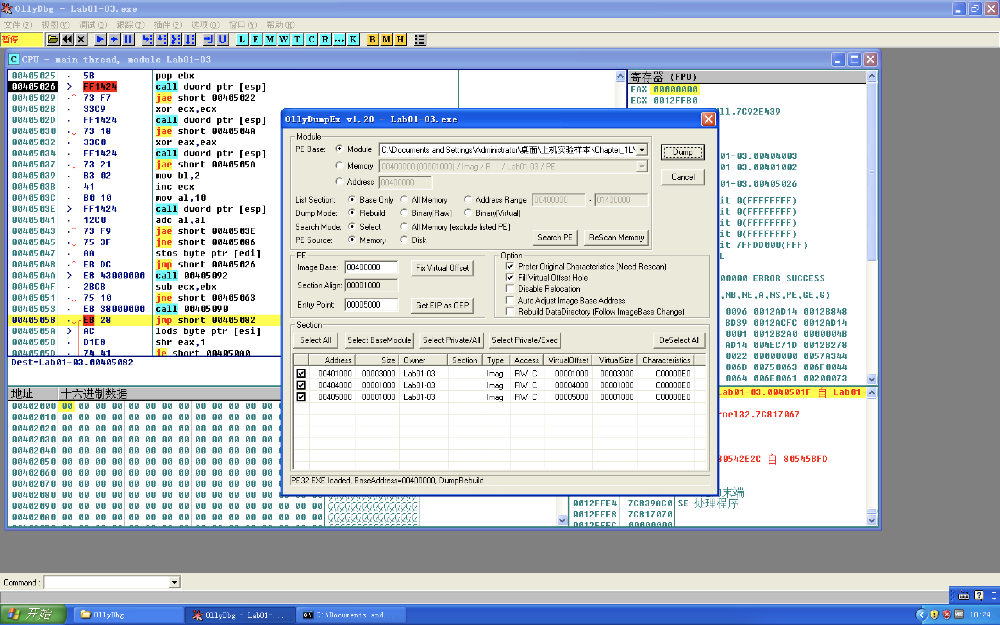 OllyDbg - Lab01-03.exe
文件(F) 视图(V) 调试(D) 跟踪(T) 插件(P) 选项(O) 窗口(W) 帮助(H)
暂停 L E M W T C R ... K B M H
C CPU - main thread, module Lab01-03
00405025 . 5B pop ebx
00405026 > FF1424 call dword ptr [esp]
00405029 .^ 73 F7 jae short 00405022
0040502B . 33C9 xor ecx,ecx
0040502D . FF1424 call dword ptr [esp]
00405030 .v 73 18 jae short 0040504A
00405032 . 33C0 xor eax,eax
00405034 . FF1424 call dword ptr [esp]
00405037 .v 73 21 jae short 0040505A
00405039 . B3 02 mov bl,2
0040503B . 41 inc ecx
0040503C . B0 10 mov al,10
0040503E > FF1424 call dword ptr [esp]
00405041 . 12C0 adc al,al
00405043 .^ 73 F9 jae short 0040503E
00405045 .v 75 3F jne short 00405086
00405047 . AA stos byte ptr [edi]
00405048 .^ EB DC jmp short 00405026
0040504A > E8 43000000 call 00405092
0040504F . 2BCB sub ecx,ebx
00405051 .v 75 10 jne short 00405063
00405053 . E8 38000000 call 00405090
00405058 .v EB 28 jmp short 00405082
0040505A > AC lods byte ptr [esi]
0040505B . D1E8 shr eax,1
0040505D . 74 41 je short 004050A0
Dest=Lab01-03.00405082
寄存器 (FPU)
EAX 00000000
ECX 0012FFB0
ll.7C92E439
01-03.00404003
01-03.00401002
01-03.00405026
it 0(FFFFFFFF)
it 0(FFFFFFFF)
it 0(FFFFFFFF)
it 0(FFFFFFFF)
it 7FFDD000(FFF)
L
00000 ERROR_SUCCESS
,NB,NE,A,NS,PE,GE,G)
0096 0012AD14 0012B848
BD39 0012ACFC 0012AD14
0001 0012B2A0 0000004B
AD14 004EC71D 0012B278
0022 00000000 0057A344
006D 00750063 006F0044
0064 006E0061 00200073
OllyDumpEx v1.20 - Lab01-03.exe
Module
PE Base: Module C:\Documents and Settings\Administrator\桌面\上机实验样本\Chapter_1L\
Memory 00400000 (00001000) / Imag / R / Lab01-03 / PE
Address 00400000
Dump
Cancel
List Section: Base Only All Memory Address Range 00400000 - 01400000
Dump Mode: Rebuild Binary(Raw) Binary(Virtual)
Search Mode: Select All Memory (exclude listed PE)
PE Source: Memory Disk Search PE ReScan Memory
PE
Image Base: 00400000 Fix Virtual Offset
Section Align: 00001000
Entry Point: 00005000 Get EIP as OEP
Option
Prefer Original Characteristics (Need Rescan)
Fill Virtual Offset Hole
Disable Relocation
Auto Adjust Image Base Address
Rebuild DataDirectory (Follow ImageBase Change)
Section
Select All Select BaseModule Select Private/All Select Private/Exec DeSelect All
Address Size Owner Section Type Access VirtualOffset VirtualSize Characteristics
00401000 00003000 Lab01-03 Imag RW C 00001000 00003000 C00000E0
00404000 00001000 Lab01-03 Imag RW C 00004000 00001000 C00000E0
00405000 00001000 Lab01-03 Imag RW C 00005000 00001000 C00000E0
PE32 EXE loaded, BaseAddress=00400000, DumpRebuild
地址 十六进制数据
00402000 00 00 00 00 00 00 00 00 00 00 00 00 00
00402010 00 00 00 00 00 00 00 00 00 00 00 00 00
00402020 00 00 00 00 00 00 00 00 00 00 00 00 00
00402030 00 00 00 00 00 00 00 00 00 00 00 00 00
00402040 00 00 00 00 00 00 00 00 00 00 00 00 00
00402050 00 00 00 00 00 00 00 00 00 00 00 00 00
00402060 00 00 00 00 00 00 00 00 00 00 00 00 00
00402070 00 00 00 00 00 00 00 00 00 00 00 00 00
00402080 00 00 00 00 00 00 00 00 00 00 00 00 00
00402090 00 00 00 00 00 00 00 00 00 00 00 00 00 00 00 00
004020A0 00 00 00 00 00 00 00 00 00 00 00 00 00 00 00 00
Lab01-03.0040501F 自 Lab01-
rnel32.7C817067
80542E2C 自 80545BFD
末端
0012FFE4 7C839AC0 SE 处理程序
0012FFE8 7C817070
0012FFEC 00000000
Command :
开始 OllyDbg OllyDbg - Lab01-... C:\Documents and... 10:24